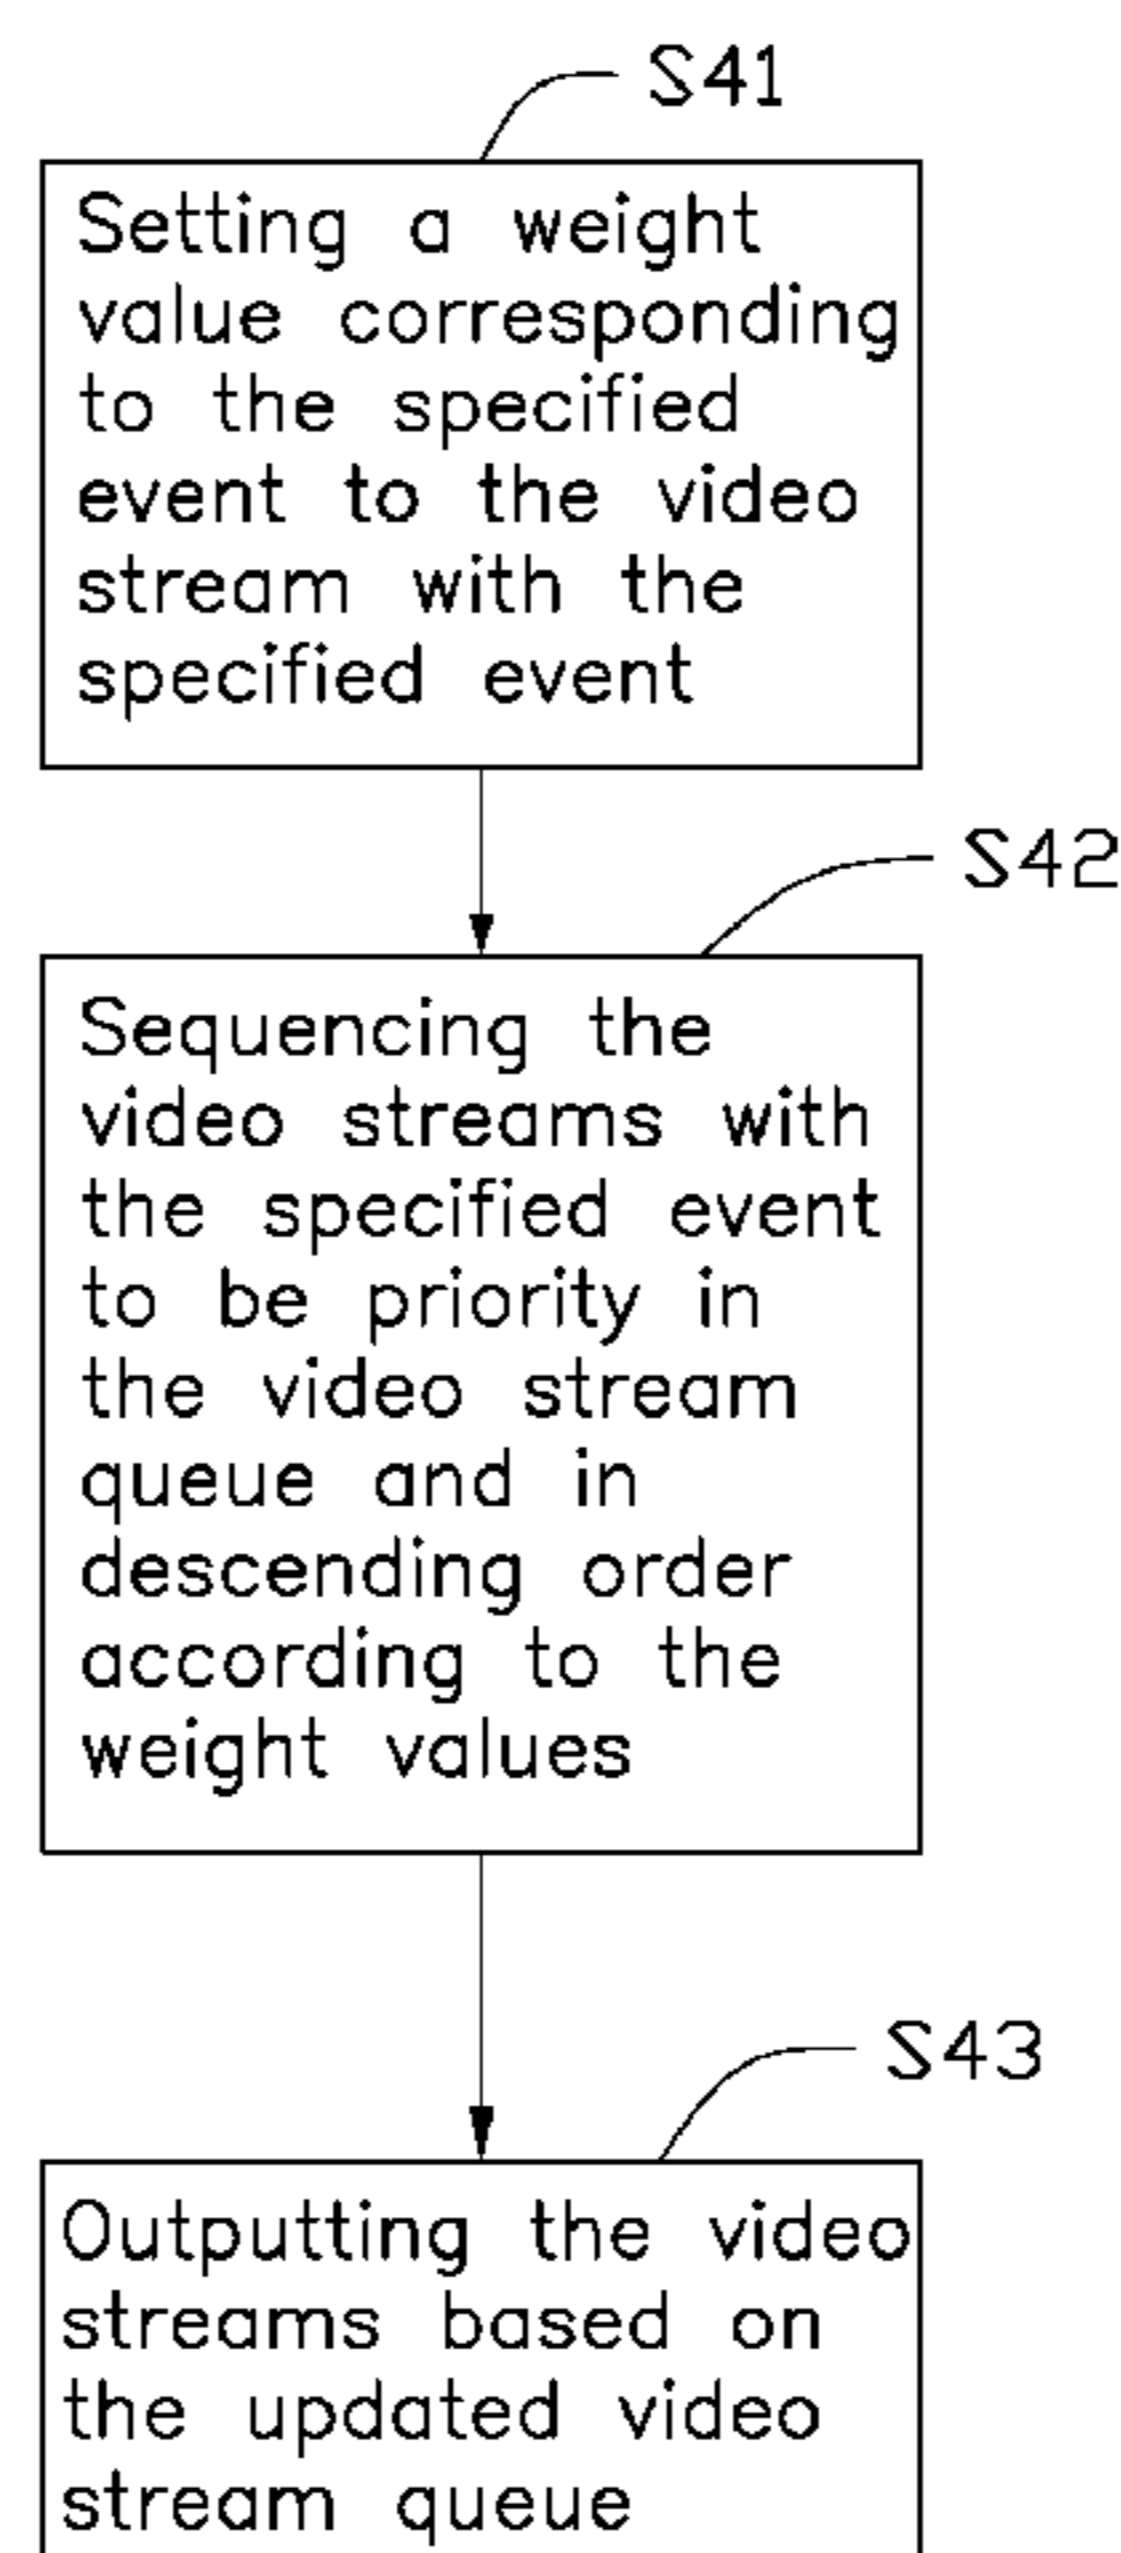 S41
Setting a weight
value corresponding
to the specified
event to the video
stream with the
specified event
S42
Sequencing the
video streams with
the specified event
to be priority in
the video stream
queue and in
descending order
according to the
weight values
S43
Outputting the video
streams based on
the updated video
stream queue